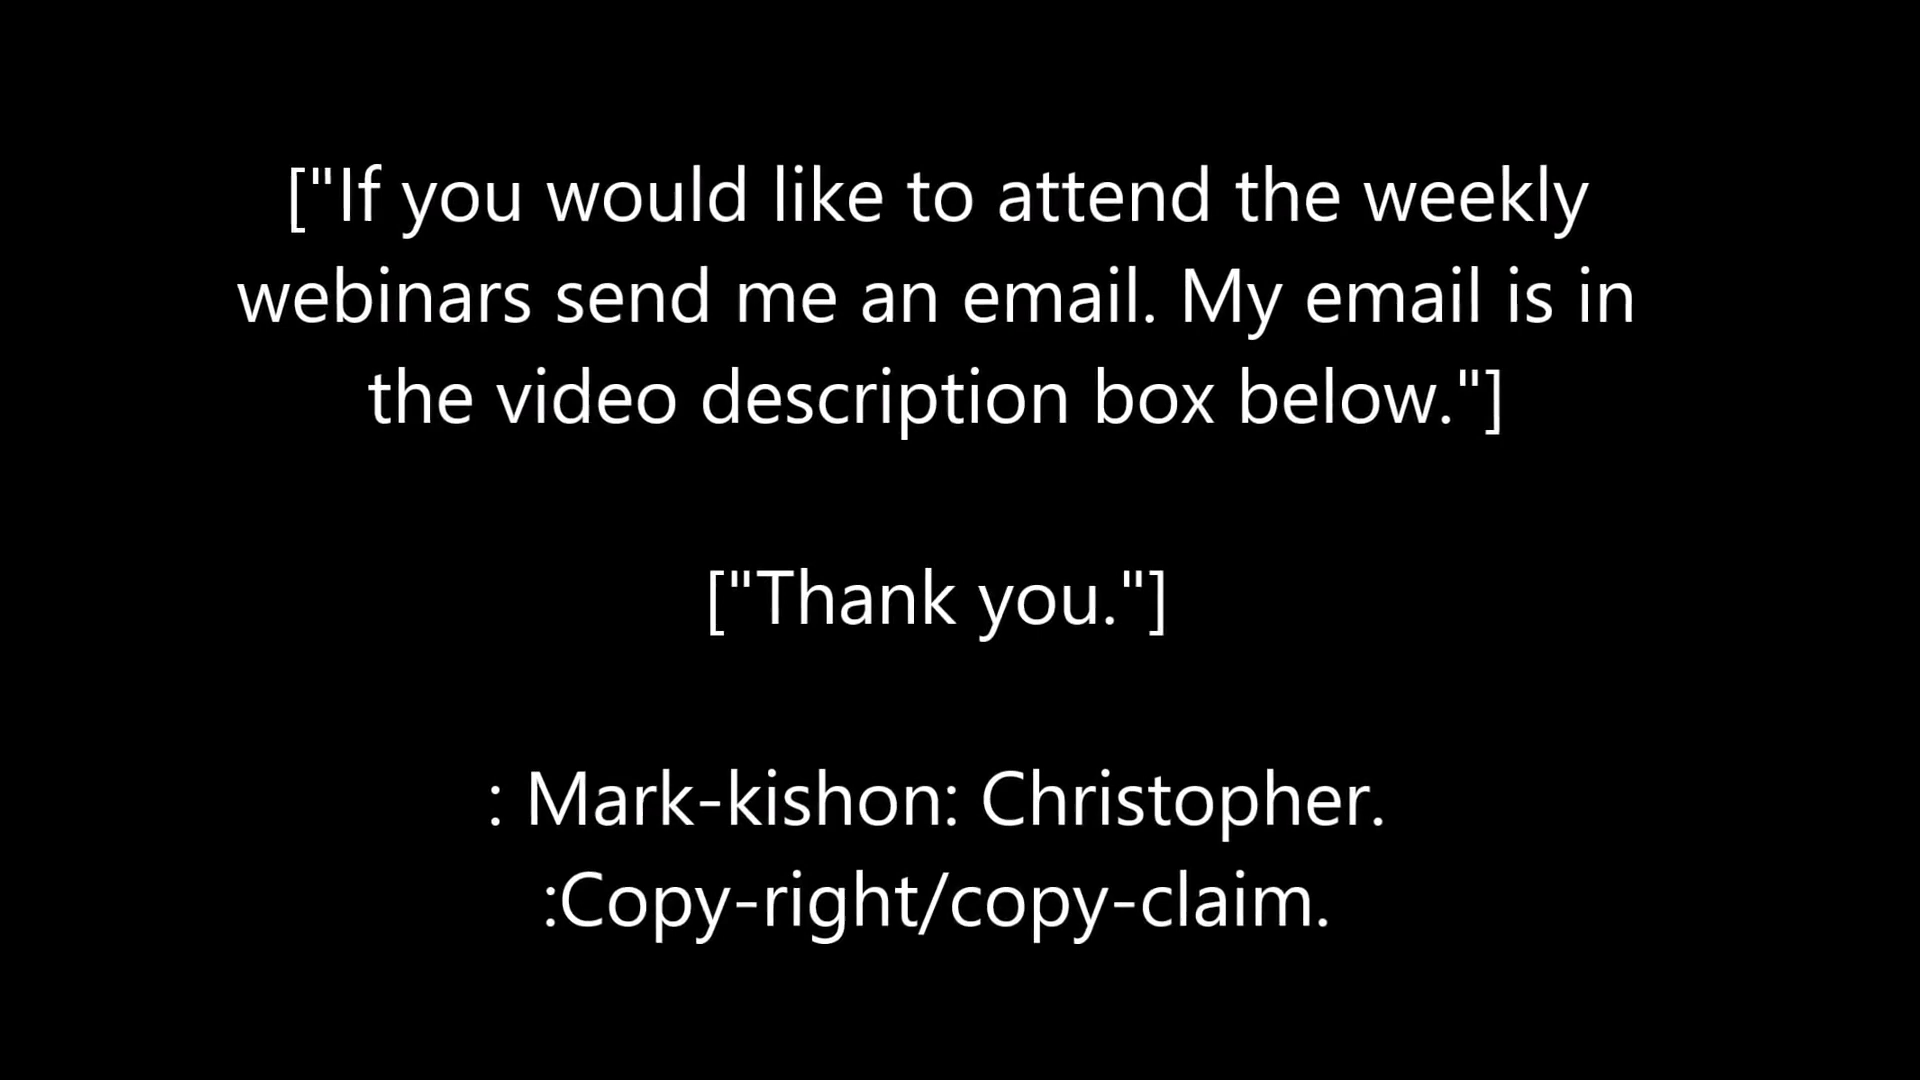 ["If you would like to attend the weekly
webinars send me an email. My email is in
the video description box below."]
["Thank you."]
: Mark-kishon: Christopher.
:Copy-right/copy-claim.